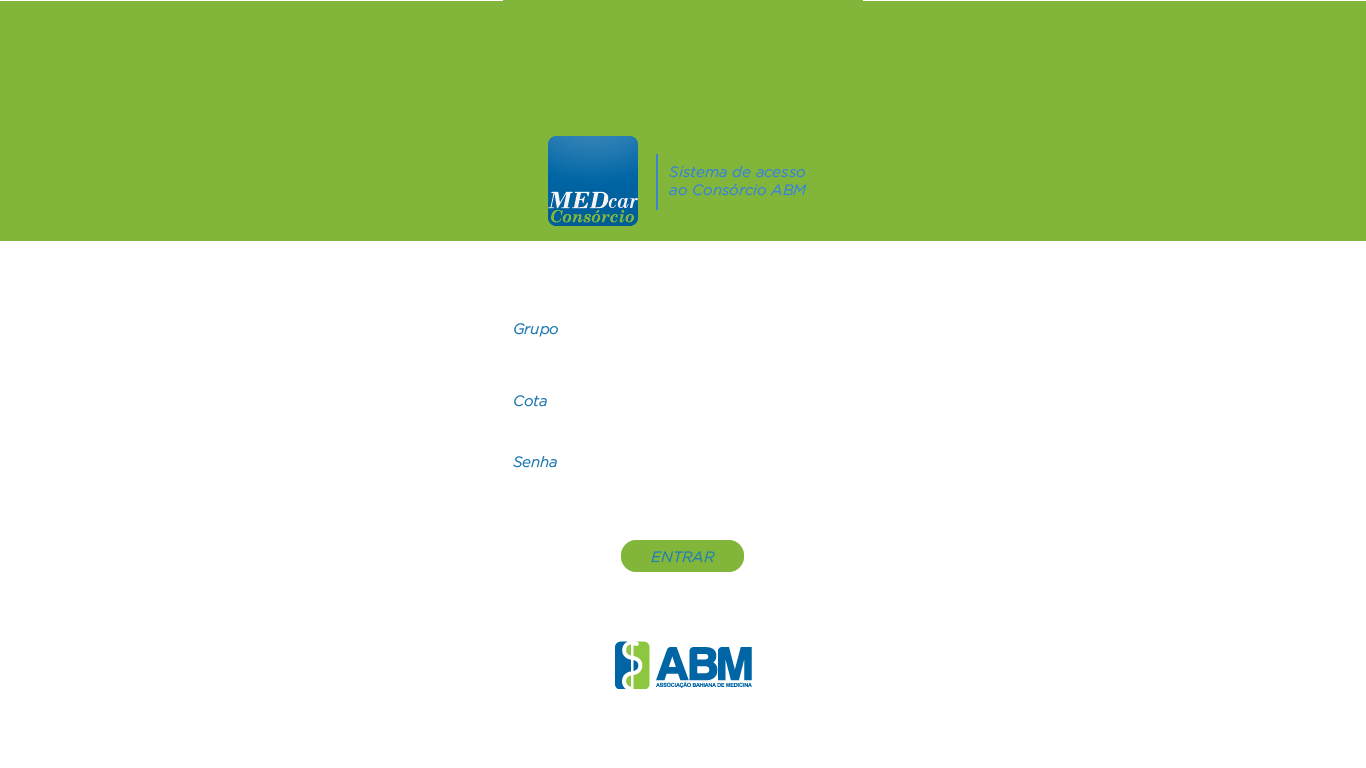 MEDcar
Consórcio
Sistema de acesso
ao Consórcio ABM
Grupo
Cota
Senha
ENTRAR
ABM
ASSOCIAÇÃO BAHIANA DE MEDICINA